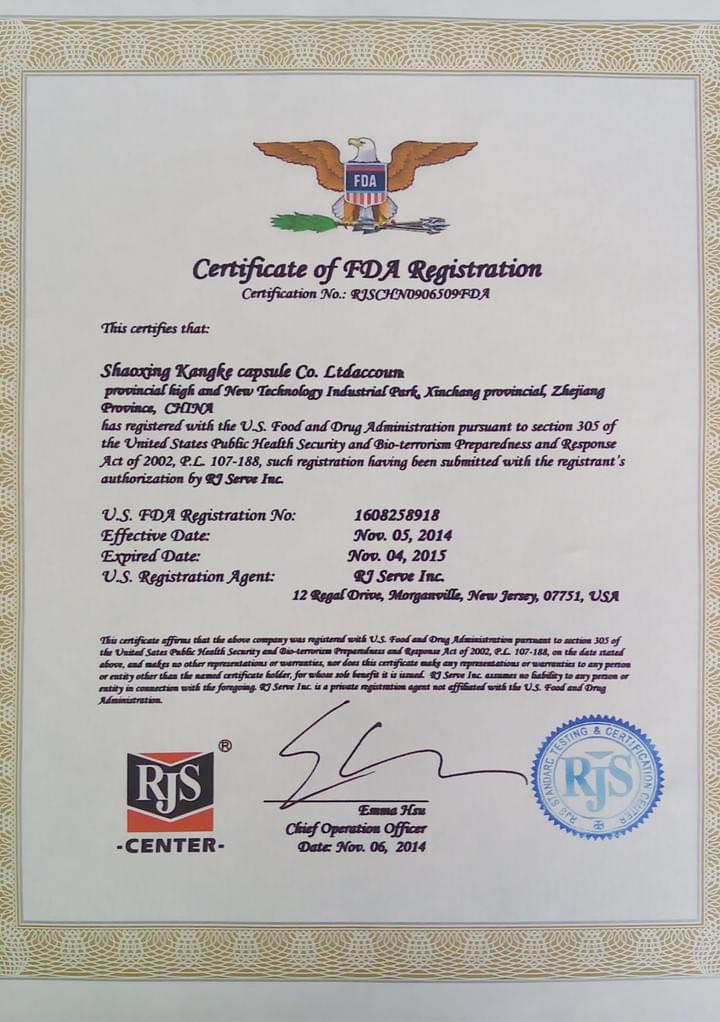 FDA
Certificate of FDA Registration
Certification No.: RJSCHN0906509FDA
This certifies that:
Shaoxing Kangke capsule Co. Ltdaccoun
provincial high and New Technology Industrial Park, Xinchang provincial, Zhejiang
Province, CHINA
has registered with the U.S. Food and Drug Administration pursuant to section 305 of
the United States Public Health Security and Bio-terrorism Preparedness and Response
Act of 2002, P.L. 107-188, such registration having been submitted with the registrant's
authorization by RJ Serve Inc.
U.S. FDA Registration No: 1608258918
Effective Date: Nov. 05, 2014
Expired Date: Nov. 04, 2015
U.S. Registration Agent: RJ Serve Inc.
12 Regal Drive, Morganville, New Jersey, 07751, USA
This certificate affirms that the above company was registered with U.S. Food and Drug Administration pursuant to section 305 of
the United Sates Public Health Security and Bio-terrorism Preparedness and Response Act of 2002, P.L. 107-188, on the date stated
above, and makes no other representations or warranties, nor does this certificate make any representations or warranties to any person
or entity other than the named certificate holder, for whose sole benefit it is issued. RJ Serve Inc. assumes no liability to any person or
entity in connection with the foregoing. RJ Serve Inc. is a private registration agent not affiliated with the U.S. Food and Drug
Administration.
RJS ®
-CENTER-
Emma Hsu
Chief Operation Officer
Date: Nov. 06, 2014
RJS STANDARD TESTING & CERTIFICATION CENTER
RJS